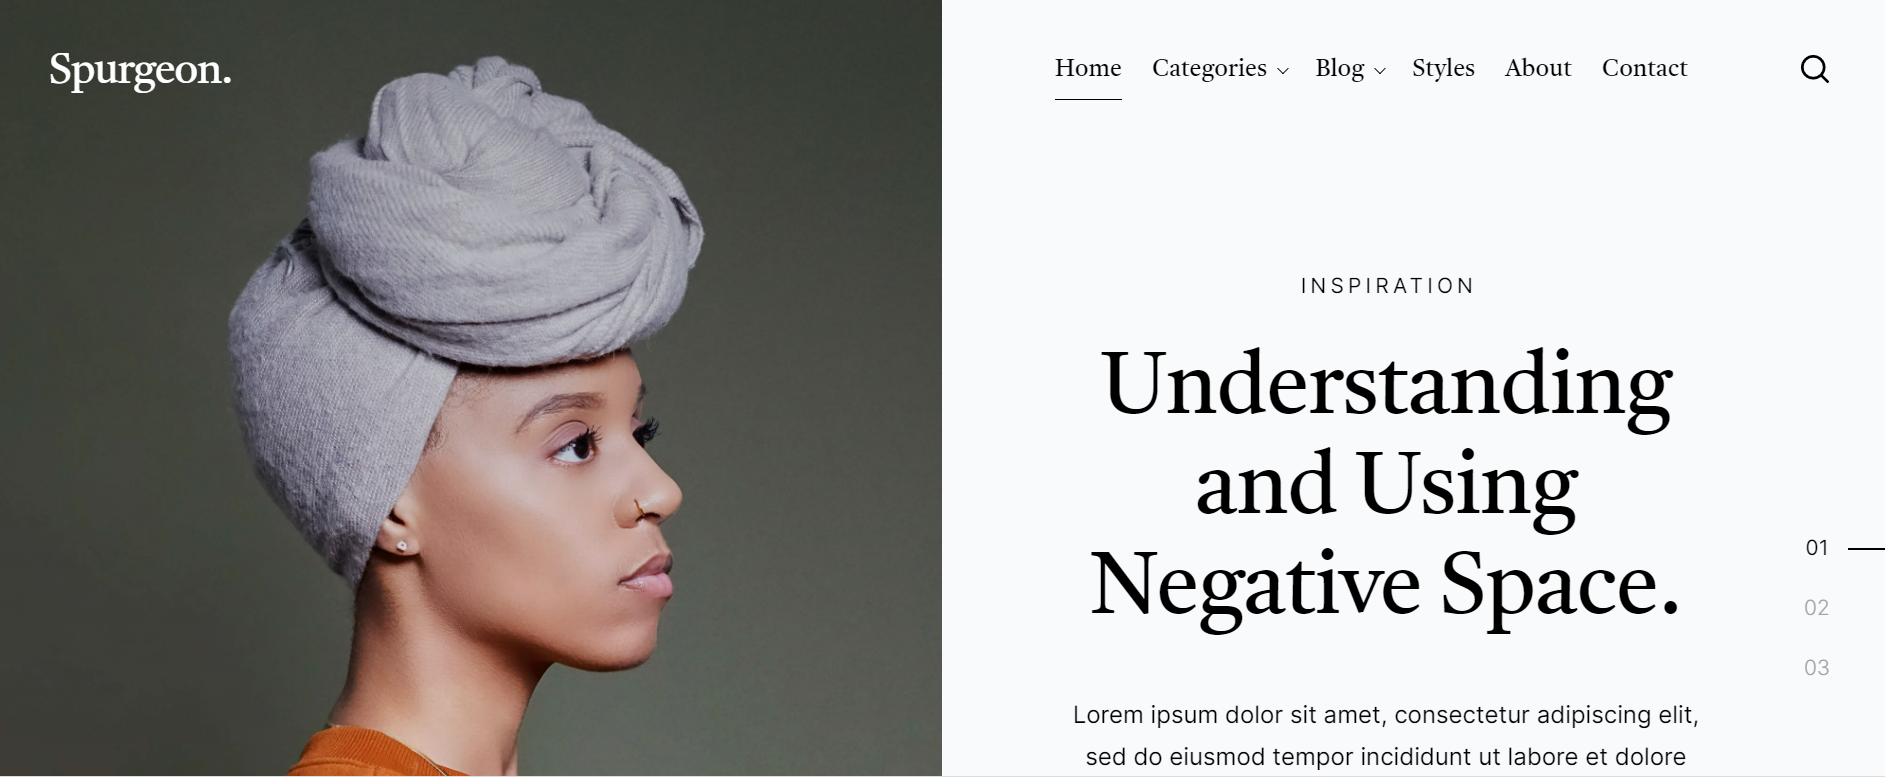 Spurgeon.
Home Categories Blog Styles About Contact
INSPIRATION
Understanding
and Using
Negative Space.
01
02
03
Lorem ipsum dolor sit amet, consectetur adipiscing elit,
sed do eiusmod tempor incididunt ut labore et dolore